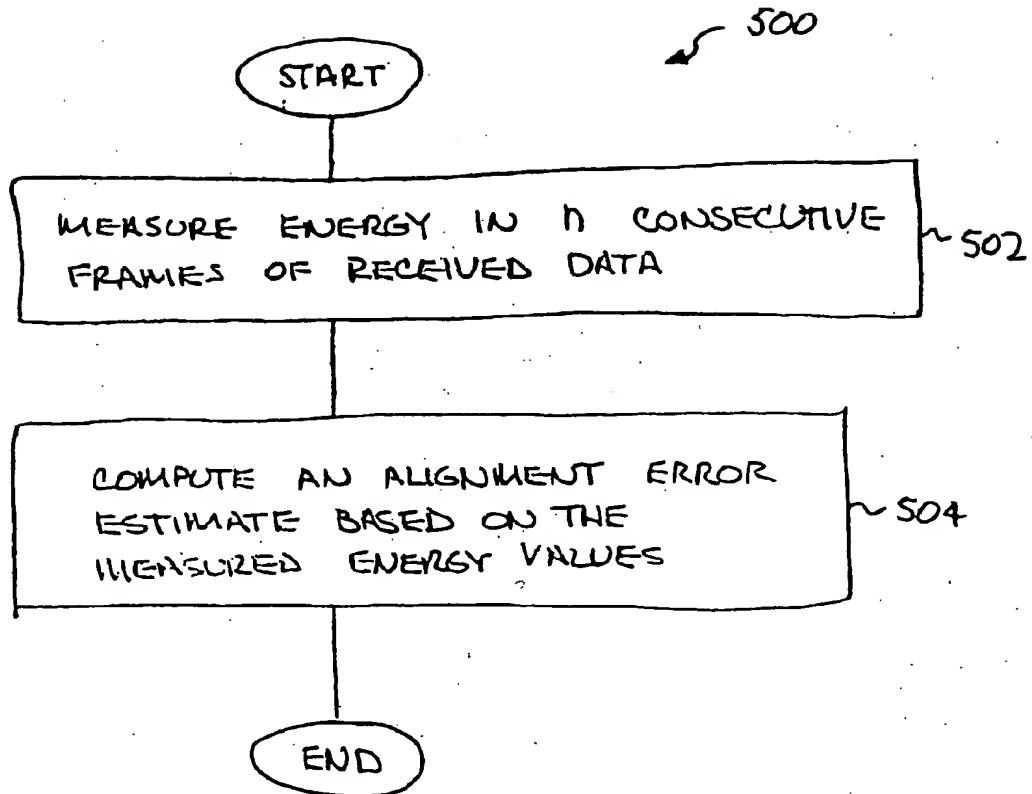 500
START
MEASURE ENERGY IN n CONSECUTIVE
FRAMES OF RECEIVED DATA
502
COMPUTE AN ALIGNMENT ERROR
ESTIMATE BASED ON THE
MEASURED ENERGY VALUES
504
END